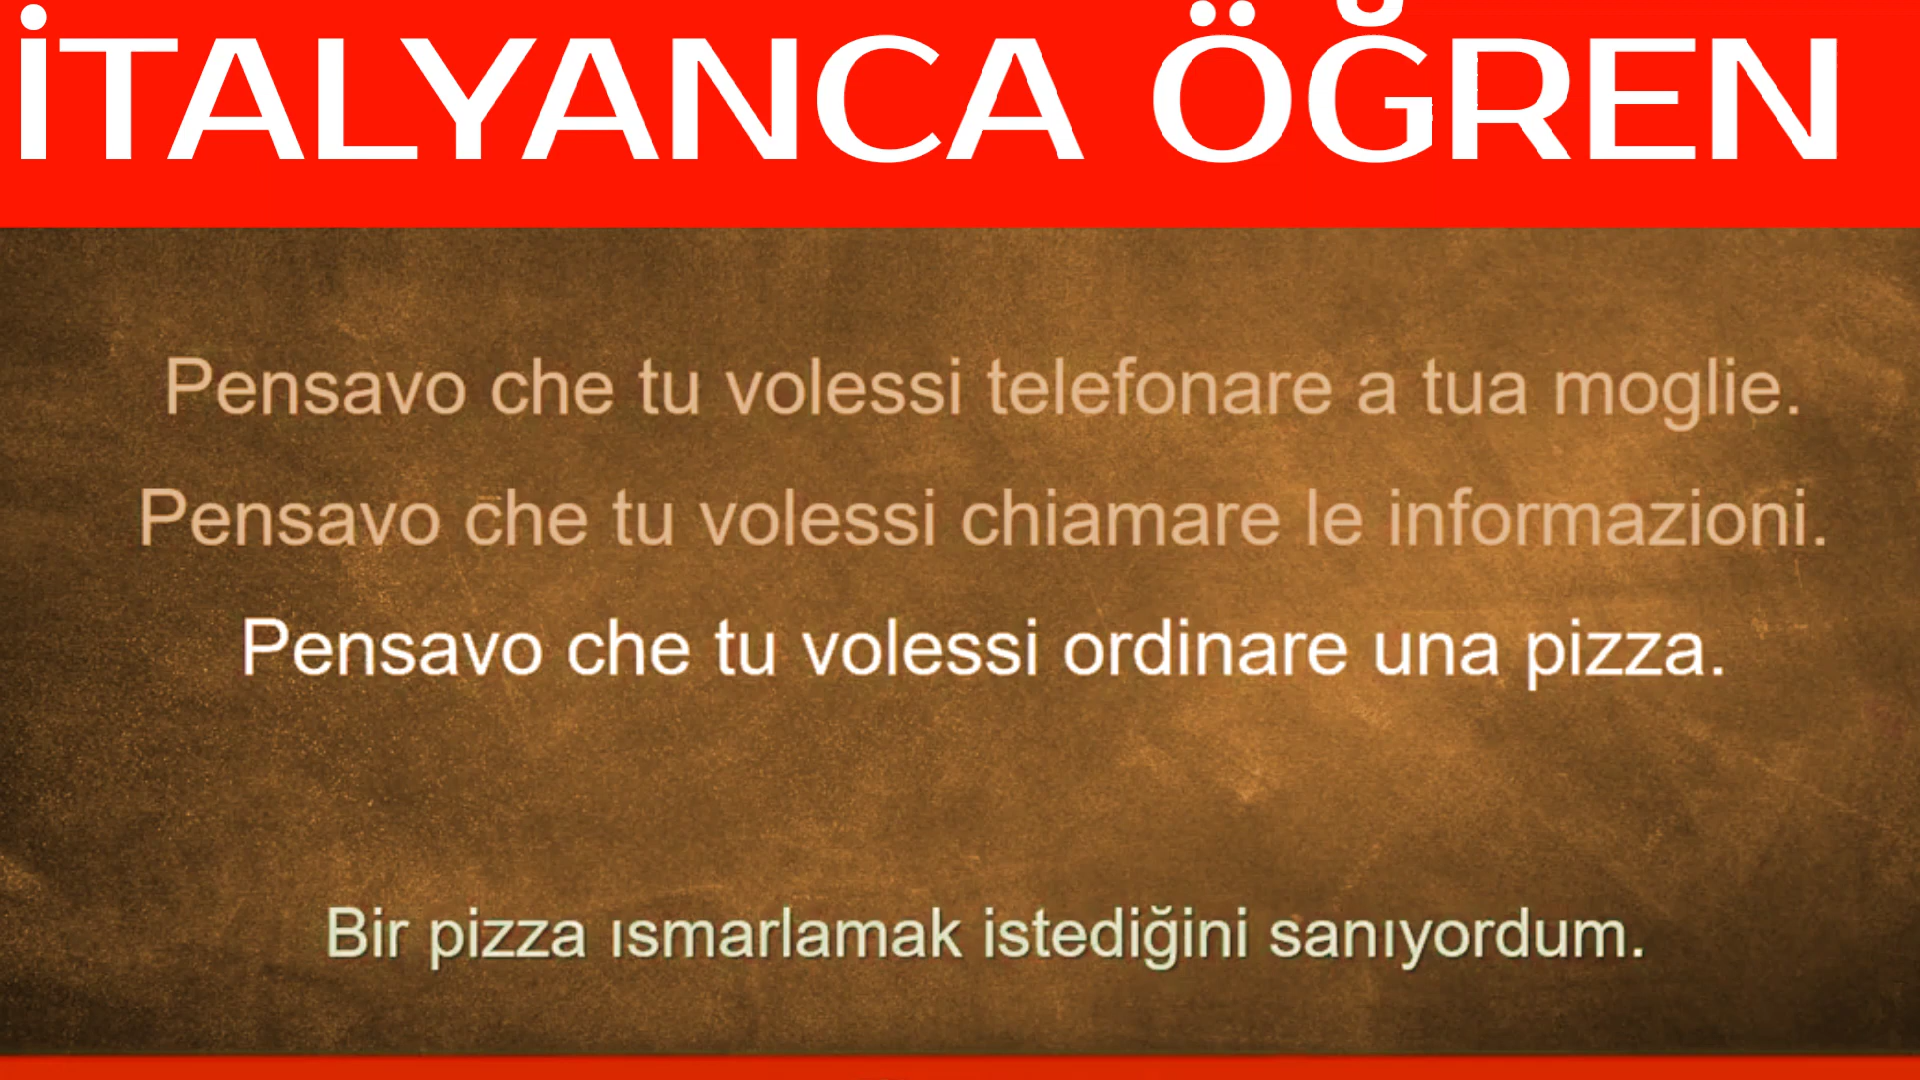 İTALYANCA ÖĞREN
Pensavo che tu volessi telefonare a tua moglie.
Pensavo che tu volessi chiamare le informazioni.
Pensavo che tu volessi ordinare una pizza.
Bir pizza ısmarlamak istediğini sanıyordum.